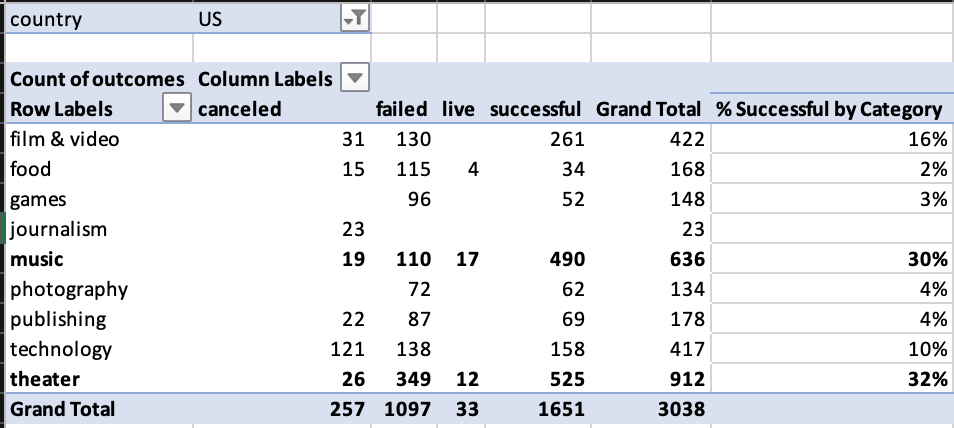 country US
Count of outcomes Column Labels
Row Labels canceled failed live successful Grand Total % Successful by Category
film & video 31 130 261 422 16%
food 15 115 4 34 168 2%
games 96 52 148 3%
journalism 23 23
music 19 110 17 490 636 30%
photography 72 62 134 4%
publishing 22 87 69 178 4%
technology 121 138 158 417 10%
theater 26 349 12 525 912 32%
Grand Total 257 1097 33 1651 3038